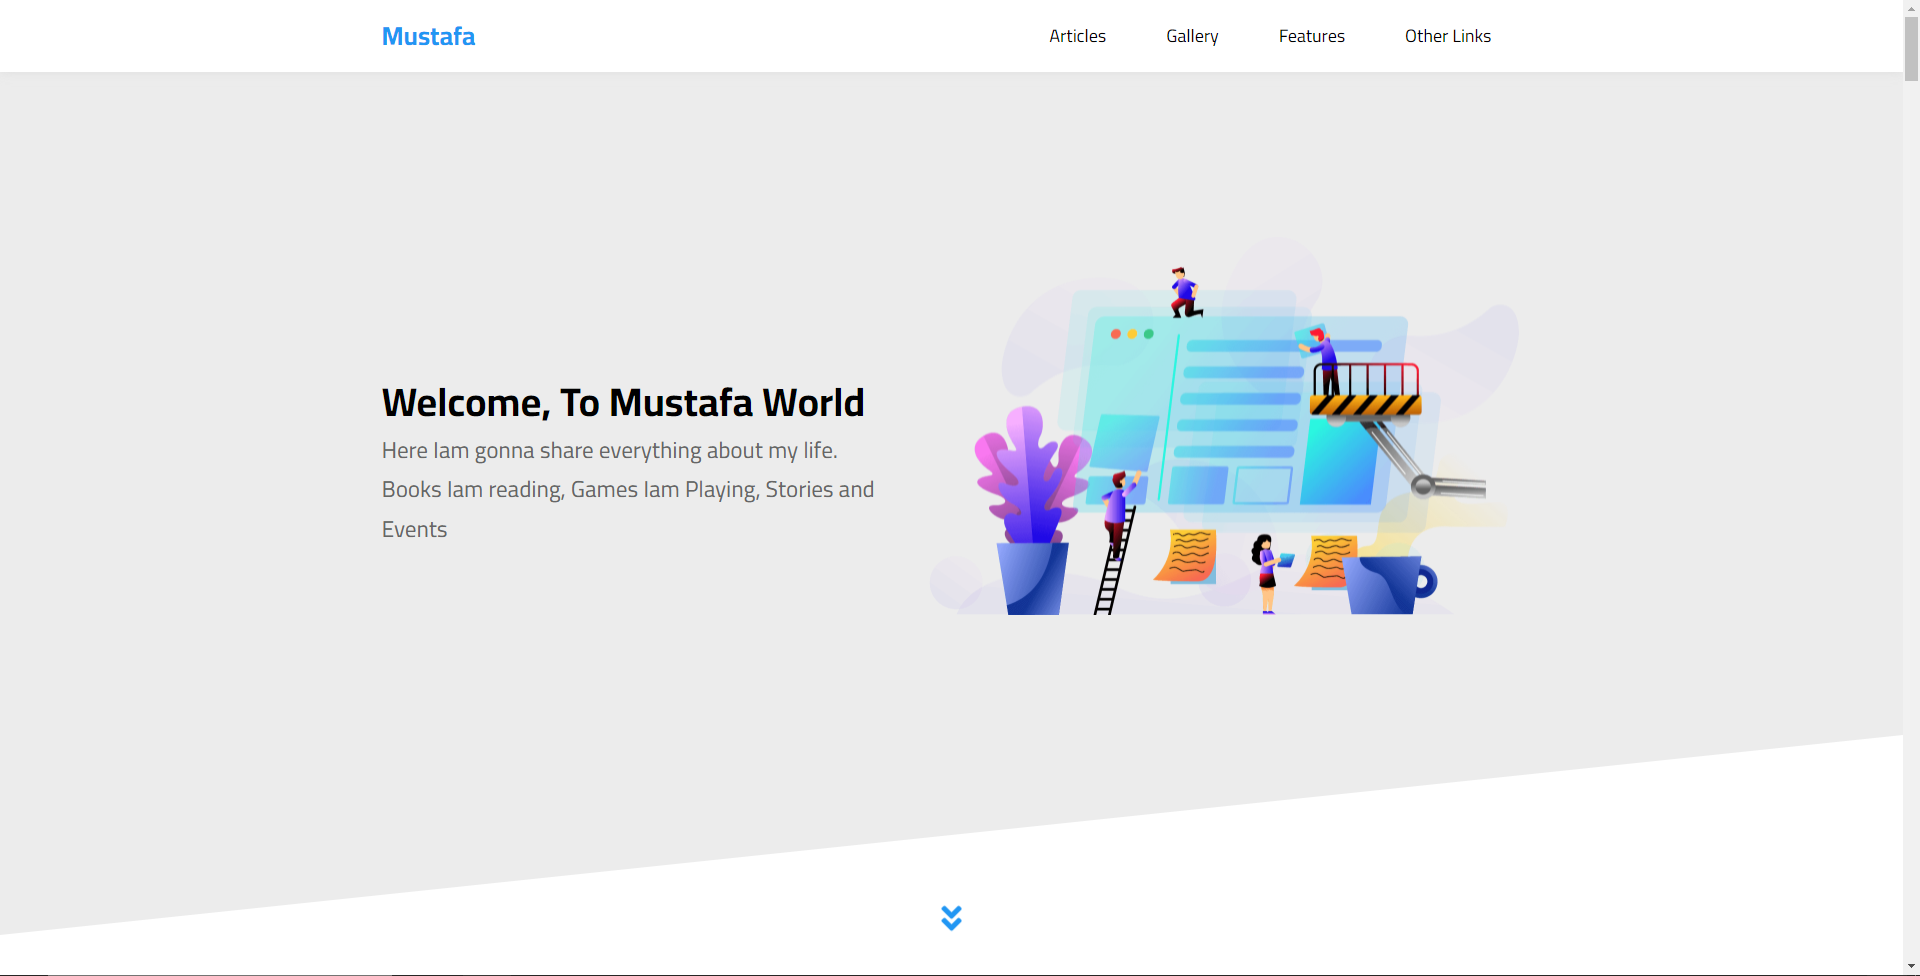 Mustafa
Articles
Gallery
Features
Other Links
Welcome, To Mustafa World
Here Iam gonna share everything about my life.
Books Iam reading, Games Iam Playing, Stories and
Events